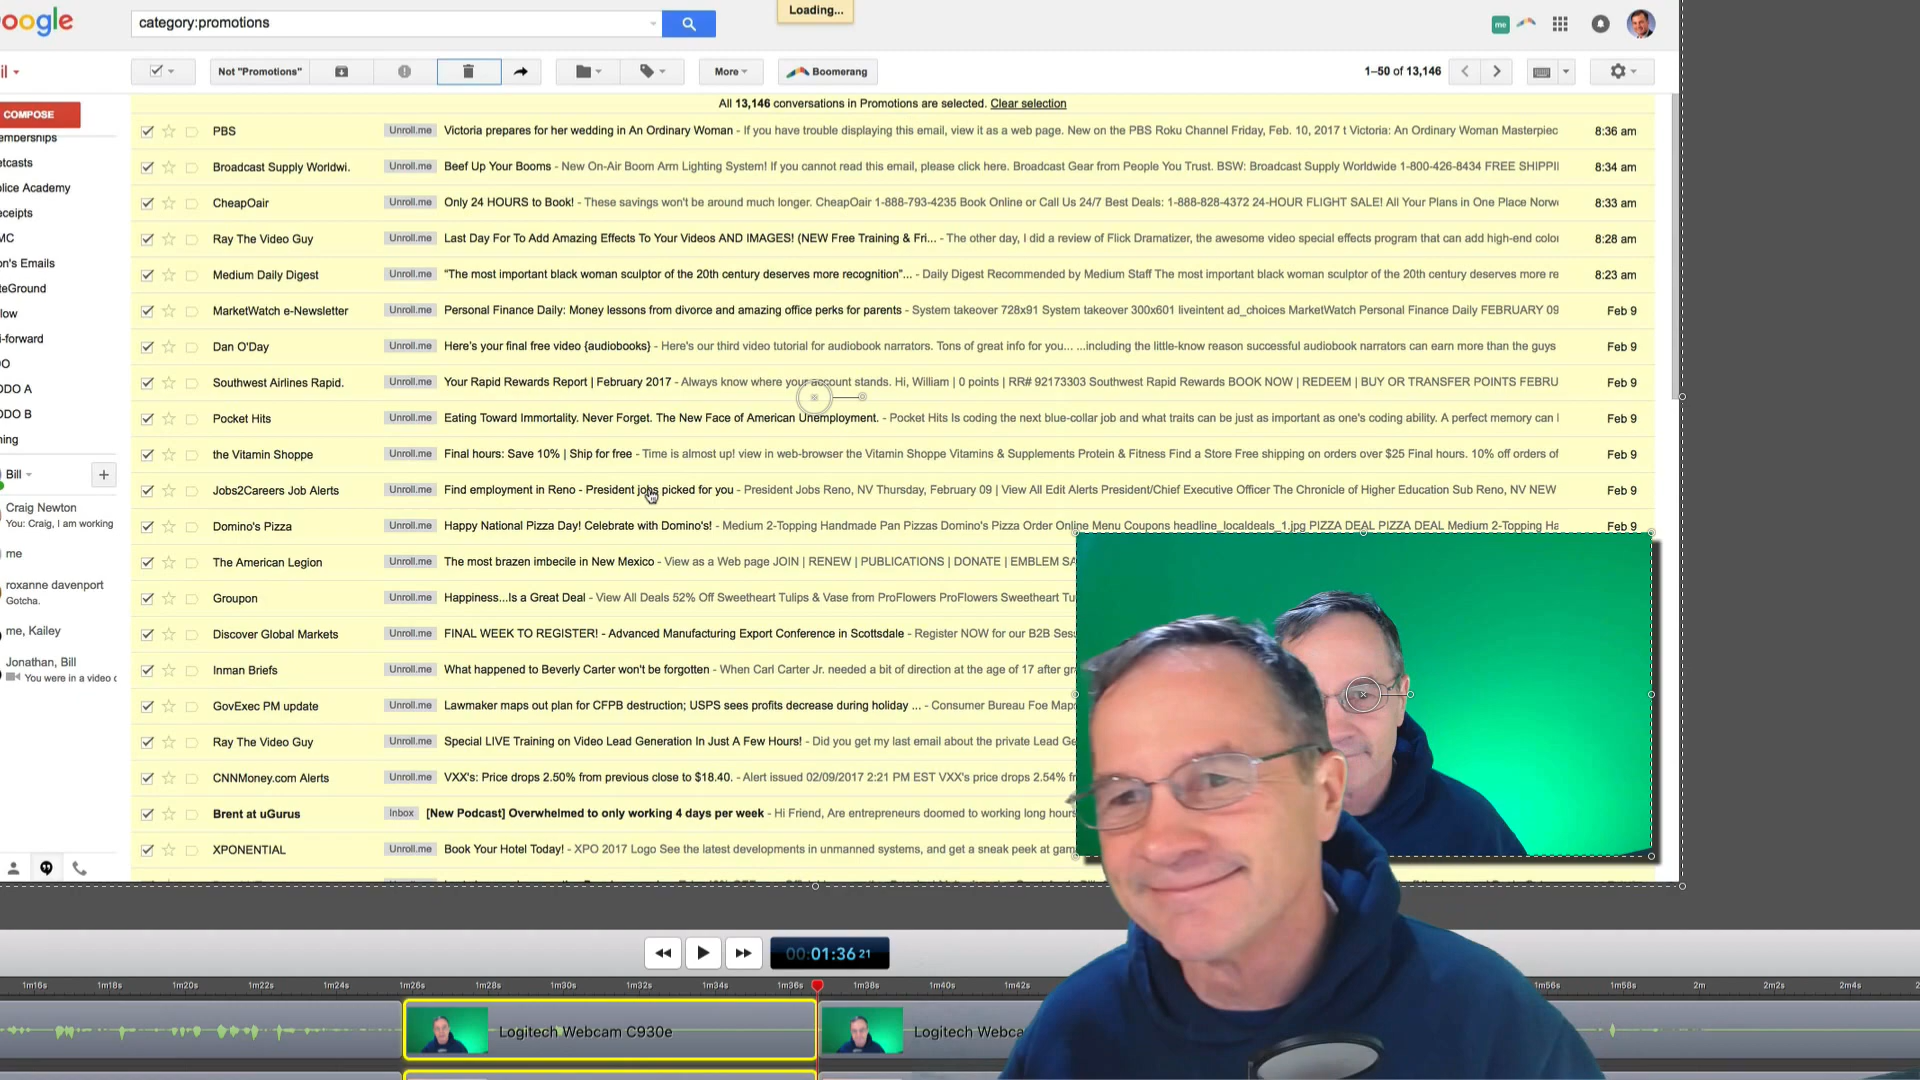 oogle
category:promotions
Loading...
me
il
Not "Promotions"
More
Boomerang
1–50 of 13,146
COMPOSE
All 13,146 conversations in Promotions are selected. Clear selection
emberships
etcasts
olice Academy
eceipts
MC
on's Emails
iteGround
low
i-forward
DO
ODO A
ODO B
ning
Bill
Craig Newton
You: Craig, I am working
me
roxanne davenport
Gotcha.
me, Kailey
Jonathan, Bill
You were in a video c
PBS Unroll.me Victoria prepares for her wedding in An Ordinary Woman - If you have trouble displaying this email, view it as a web page. New on the PBS Roku Channel Friday, Feb. 10, 2017 t Victoria: An Ordinary Woman Masterpiec 8:36 am
Broadcast Supply Worldwi. Unroll.me Beef Up Your Booms - New On-Air Boom Arm Lighting System! If you cannot read this email, please click here. Broadcast Gear from People You Trust. BSW: Broadcast Supply Worldwide 1-800-426-8434 FREE SHIPPII 8:34 am
CheapOair Unroll.me Only 24 HOURS to Book! - These savings won't be around much longer. CheapOair 1-888-793-4235 Book Online or Call Us 24/7 Best Deals: 1-888-828-4372 24-HOUR FLIGHT SALE! All Your Plans in One Place Norw 8:33 am
Ray The Video Guy Unroll.me Last Day For To Add Amazing Effects To Your Videos AND IMAGES! (NEW Free Training & Fri... - The other day, I did a review of Flick Dramatizer, the awesome video special effects program that can add high-end colo 8:28 am
Medium Daily Digest Unroll.me "The most important black woman sculptor of the 20th century deserves more recognition"... - Daily Digest Recommended by Medium Staff The most important black woman sculptor of the 20th century deserves more re 8:23 am
MarketWatch e-Newsletter Unroll.me Personal Finance Daily: Money lessons from divorce and amazing office perks for parents - System takeover 728x91 System takeover 300x601 liveintent ad_choices MarketWatch Personal Finance Daily FEBRUARY 09 Feb 9
Dan O'Day Unroll.me Here's your final free video {audiobooks} - Here's our third video tutorial for audiobook narrators. Tons of great info for you... ...including the little-know reason successful audiobook narrators can earn more than the guys Feb 9
Southwest Airlines Rapid. Unroll.me Your Rapid Rewards Report | February 2017 - Always know where your account stands. Hi, William | 0 points | RR# 92173303 Southwest Rapid Rewards BOOK NOW | REDEEM | BUY OR TRANSFER POINTS FEBRU Feb 9
Pocket Hits Unroll.me Eating Toward Immortality. Never Forget. The New Face of American Unemployment. - Pocket Hits Is coding the next blue-collar job and what traits can be just as important as one's coding ability. A perfect memory can Feb 9
the Vitamin Shoppe Unroll.me Final hours: Save 10% | Ship for free - Time is almost up! view in web-browser the Vitamin Shoppe Vitamins & Supplements Protein & Fitness Find a Store Free shipping on orders over $25 Final hours. 10% off orders of Feb 9
Jobs2Careers Job Alerts Unroll.me Find employment in Reno - President jobs picked for you - President Jobs Reno, NV Thursday, February 09 | View All Edit Alerts President/Chief Executive Officer The Chronicle of Higher Education Sub Reno, NV NEW Feb 9
Domino's Pizza Unroll.me Happy National Pizza Day! Celebrate with Domino's! - Medium 2-Topping Handmade Pan Pizzas Domino's Pizza Order Online Menu Coupons headline_localdeals_1.jpg PIZZA DEAL PIZZA DEAL Medium 2-Topping Ha Feb 9
The American Legion Unroll.me The most brazen imbecile in New Mexico - View as a Web page JOIN | RENEW | PUBLICATIONS | DONATE | EMBLEM SA
Groupon Unroll.me Happiness...Is a Great Deal - View All Deals 52% Off Sweetheart Tulips & Vase from ProFlowers ProFlowers Sweetheart Tu
Discover Global Markets Unroll.me FINAL WEEK TO REGISTER! - Advanced Manufacturing Export Conference in Scottsdale - Register NOW for our B2B Sess
Inman Briefs Unroll.me What happened to Beverly Carter won't be forgotten - When Carl Carter Jr. needed a bit of direction at the age of 17 after gr
GovExec PM update Unroll.me Lawmaker maps out plan for CFPB destruction; USPS sees profits decrease during holiday ... - Consumer Bureau Foe Maps
Ray The Video Guy Unroll.me Special LIVE Training on Video Lead Generation In Just A Few Hours! - Did you get my last email about the private Lead Ge
CNNMoney.com Alerts Unroll.me VXX's: Price drops 2.50% from previous close to $18.40. - Alert issued 02/09/2017 2:21 PM EST VXX's price drops 2.54% fr
Brent at uGurus Inbox [New Podcast] Overwhelmed to only working 4 days per week - Hi Friend, Are entrepreneurs doomed to working long hours
XPONENTIAL Unroll.me Book Your Hotel Today! - XPO 2017 Logo See the latest developments in unmanned systems, and get a sneak peek at gam
00:01:36 21
1m16s 1m18s 1m20s 1m22s 1m24s 1m26s 1m28s 1m30s 1m32s 1m34s 1m36s 1m38s 1m40s 1m42s 1m56s 1m58s 2m 2m2s 2m4s
Logitech Webcam C930e
Logitech Webca